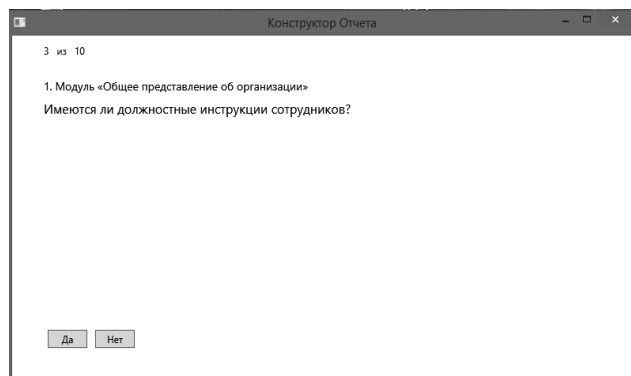 Конструктор Отчета
3 из 10
1. Модуль «Общее представление об организации»
Имеются ли должностные инструкции сотрудников?
Да Нет